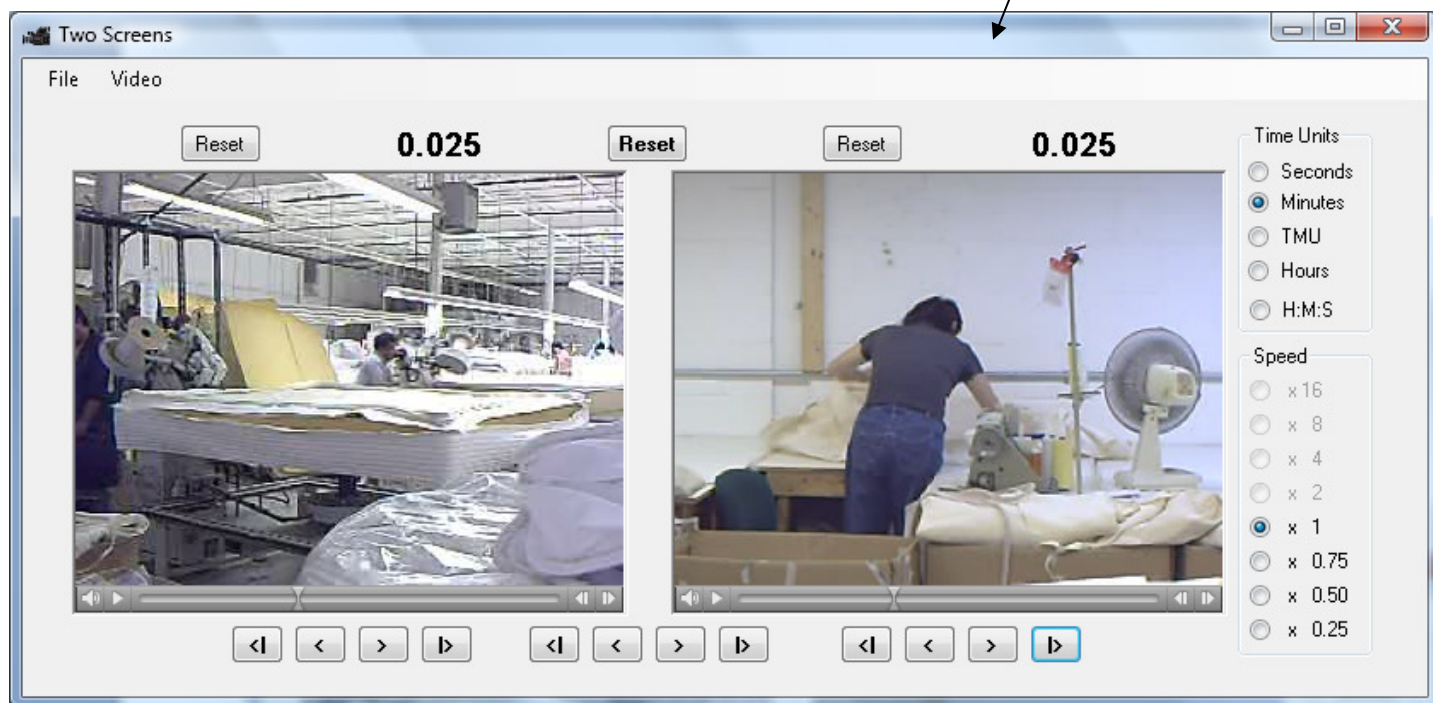 Two Screens
File Video
Reset 0.025 Reset Reset 0.025
Time Units
Seconds
Minutes
TMU
Hours
H:M:S
Speed
x 16
x 8
x 4
x 2
x 1
x 0.75
x 0.50
x 0.25
<| < > |> <| < > |> <| < > |>